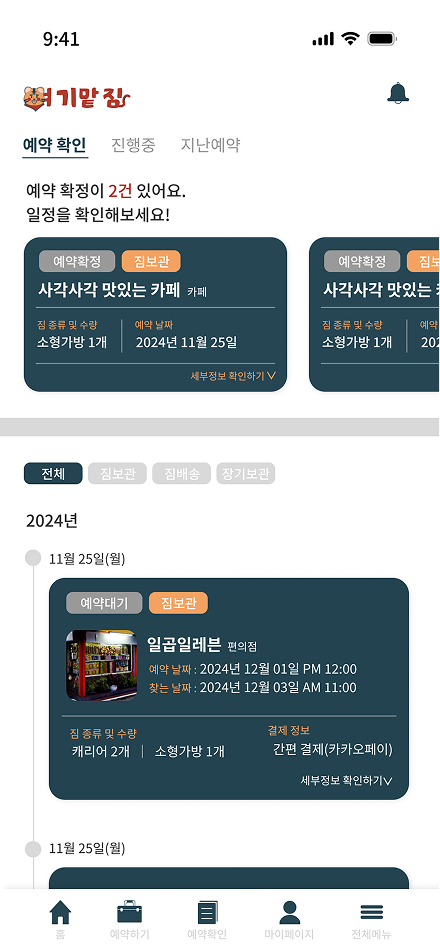 9:41
여기맡짐
예약 확인 진행중 지난예약
예약 확정이 2건 있어요.
일정을 확인해보세요!
예약확정 짐보관
사각사각 맛있는 카페 카페
짐 종류 및 수량 예약 날짜
소형가방 1개 2024년 11월 25일
세부정보 확인하기
예약확정
사각사각 맛있는
짐 종류 및 수량 예약
소형가방 1개
전체 짐보관 짐배송 장기보관
2024년
11월 25일(월)
예약대기 짐보관
일곱일레븐 편의점
예약 날짜 : 2024년 12월 01일 PM 12:00
찾는 날짜 : 2024년 12월 03일 AM 11:00
짐 종류 및 수량 결제 정보
캐리어 2개 | 소형가방 1개 간편 결제(카카오페이)
세부정보 확인하기
11월 25일(월)
홈 예약하기 예약확인 마이페이지 전체메뉴